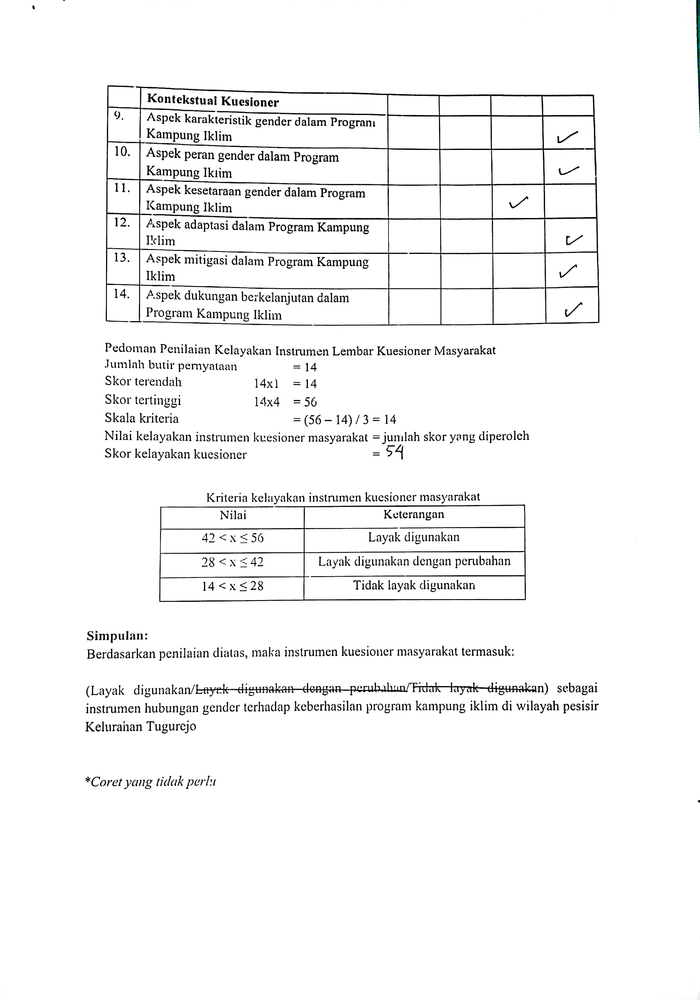 Kontekstual Kuesioner
9. Aspek karakteristik gender dalam Program
Kampung Iklim ✓
10. Aspek peran gender dalam Program
Kampung Iklim ✓
11. Aspek kesetaraan gender dalam Program
Kampung Iklim ✓
12. Aspek adaptasi dalam Program Kampung
Iklim ✓
13. Aspek mitigasi dalam Program Kampung
Iklim ✓
14. Aspek dukungan berkelanjutan dalam
Program Kampung Iklim ✓
Pedoman Penilaian Kelayakan Instrumen Lembar Kuesioner Masyarakat
Jumlah butir pernyataan = 14
Skor terendah 14x1 = 14
Skor tertinggi 14x4 = 56
Skala kriteria = (56 – 14) / 3 = 14
Nilai kelayakan instrumen kuesioner masyarakat = jumlah skor yang diperoleh
Skor kelayakan kuesioner = 54
Kriteria kelayakan instrumen kuesioner masyarakat
Nilai Keterangan
42 < x ≤ 56 Layak digunakan
28 < x ≤ 42 Layak digunakan dengan perubahan
14 < x ≤ 28 Tidak layak digunakan
Simpulan:
Berdasarkan penilaian diatas, maka instrumen kuesioner masyarakat termasuk:
(Layak digunakan/Layak digunakan dengan perubahan/Tidak layak digunakan) sebagai
instrumen hubungan gender terhadap keberhasilan program kampung iklim di wilayah pesisir
Kelurahan Tugurejo
*Coret yang tidak perlu